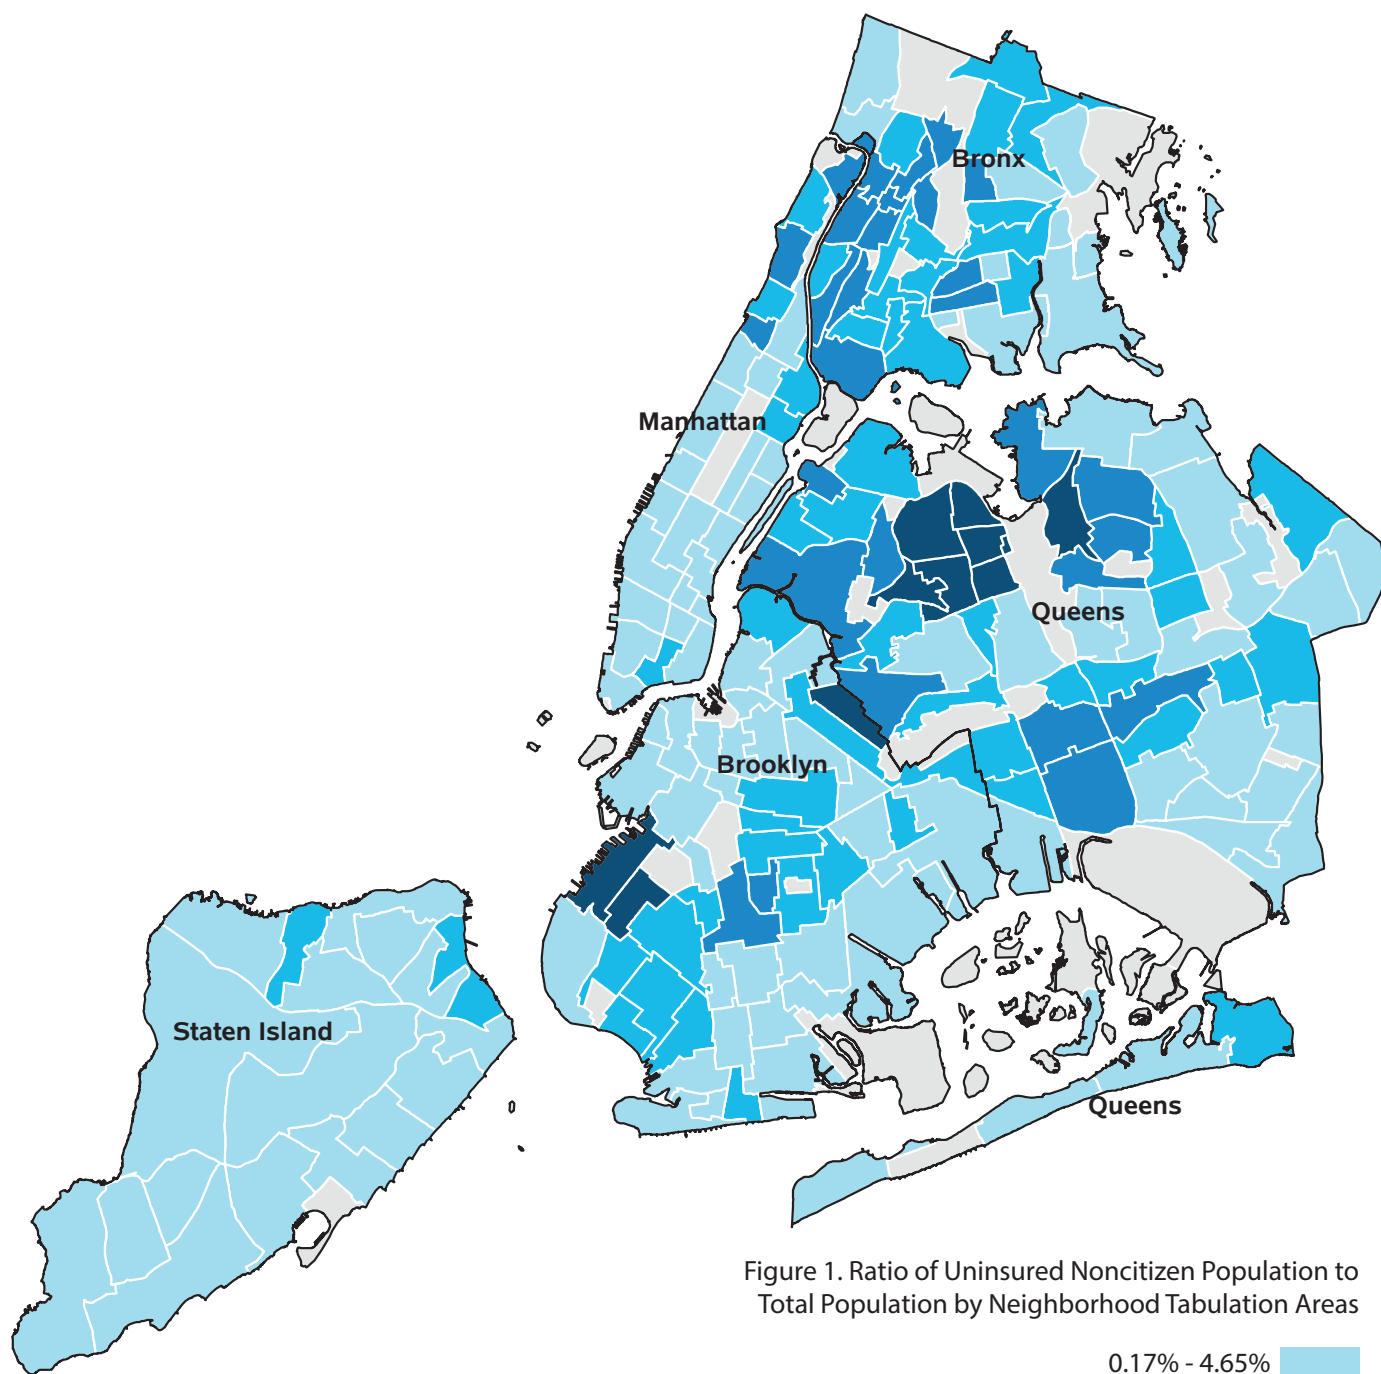 Bronx
Manhattan
Queens
Brooklyn
Staten Island
Queens
Figure 1. Ratio of Uninsured Noncitizen Population to
Total Population by Neighborhood Tabulation Areas
0.17% - 4.65%